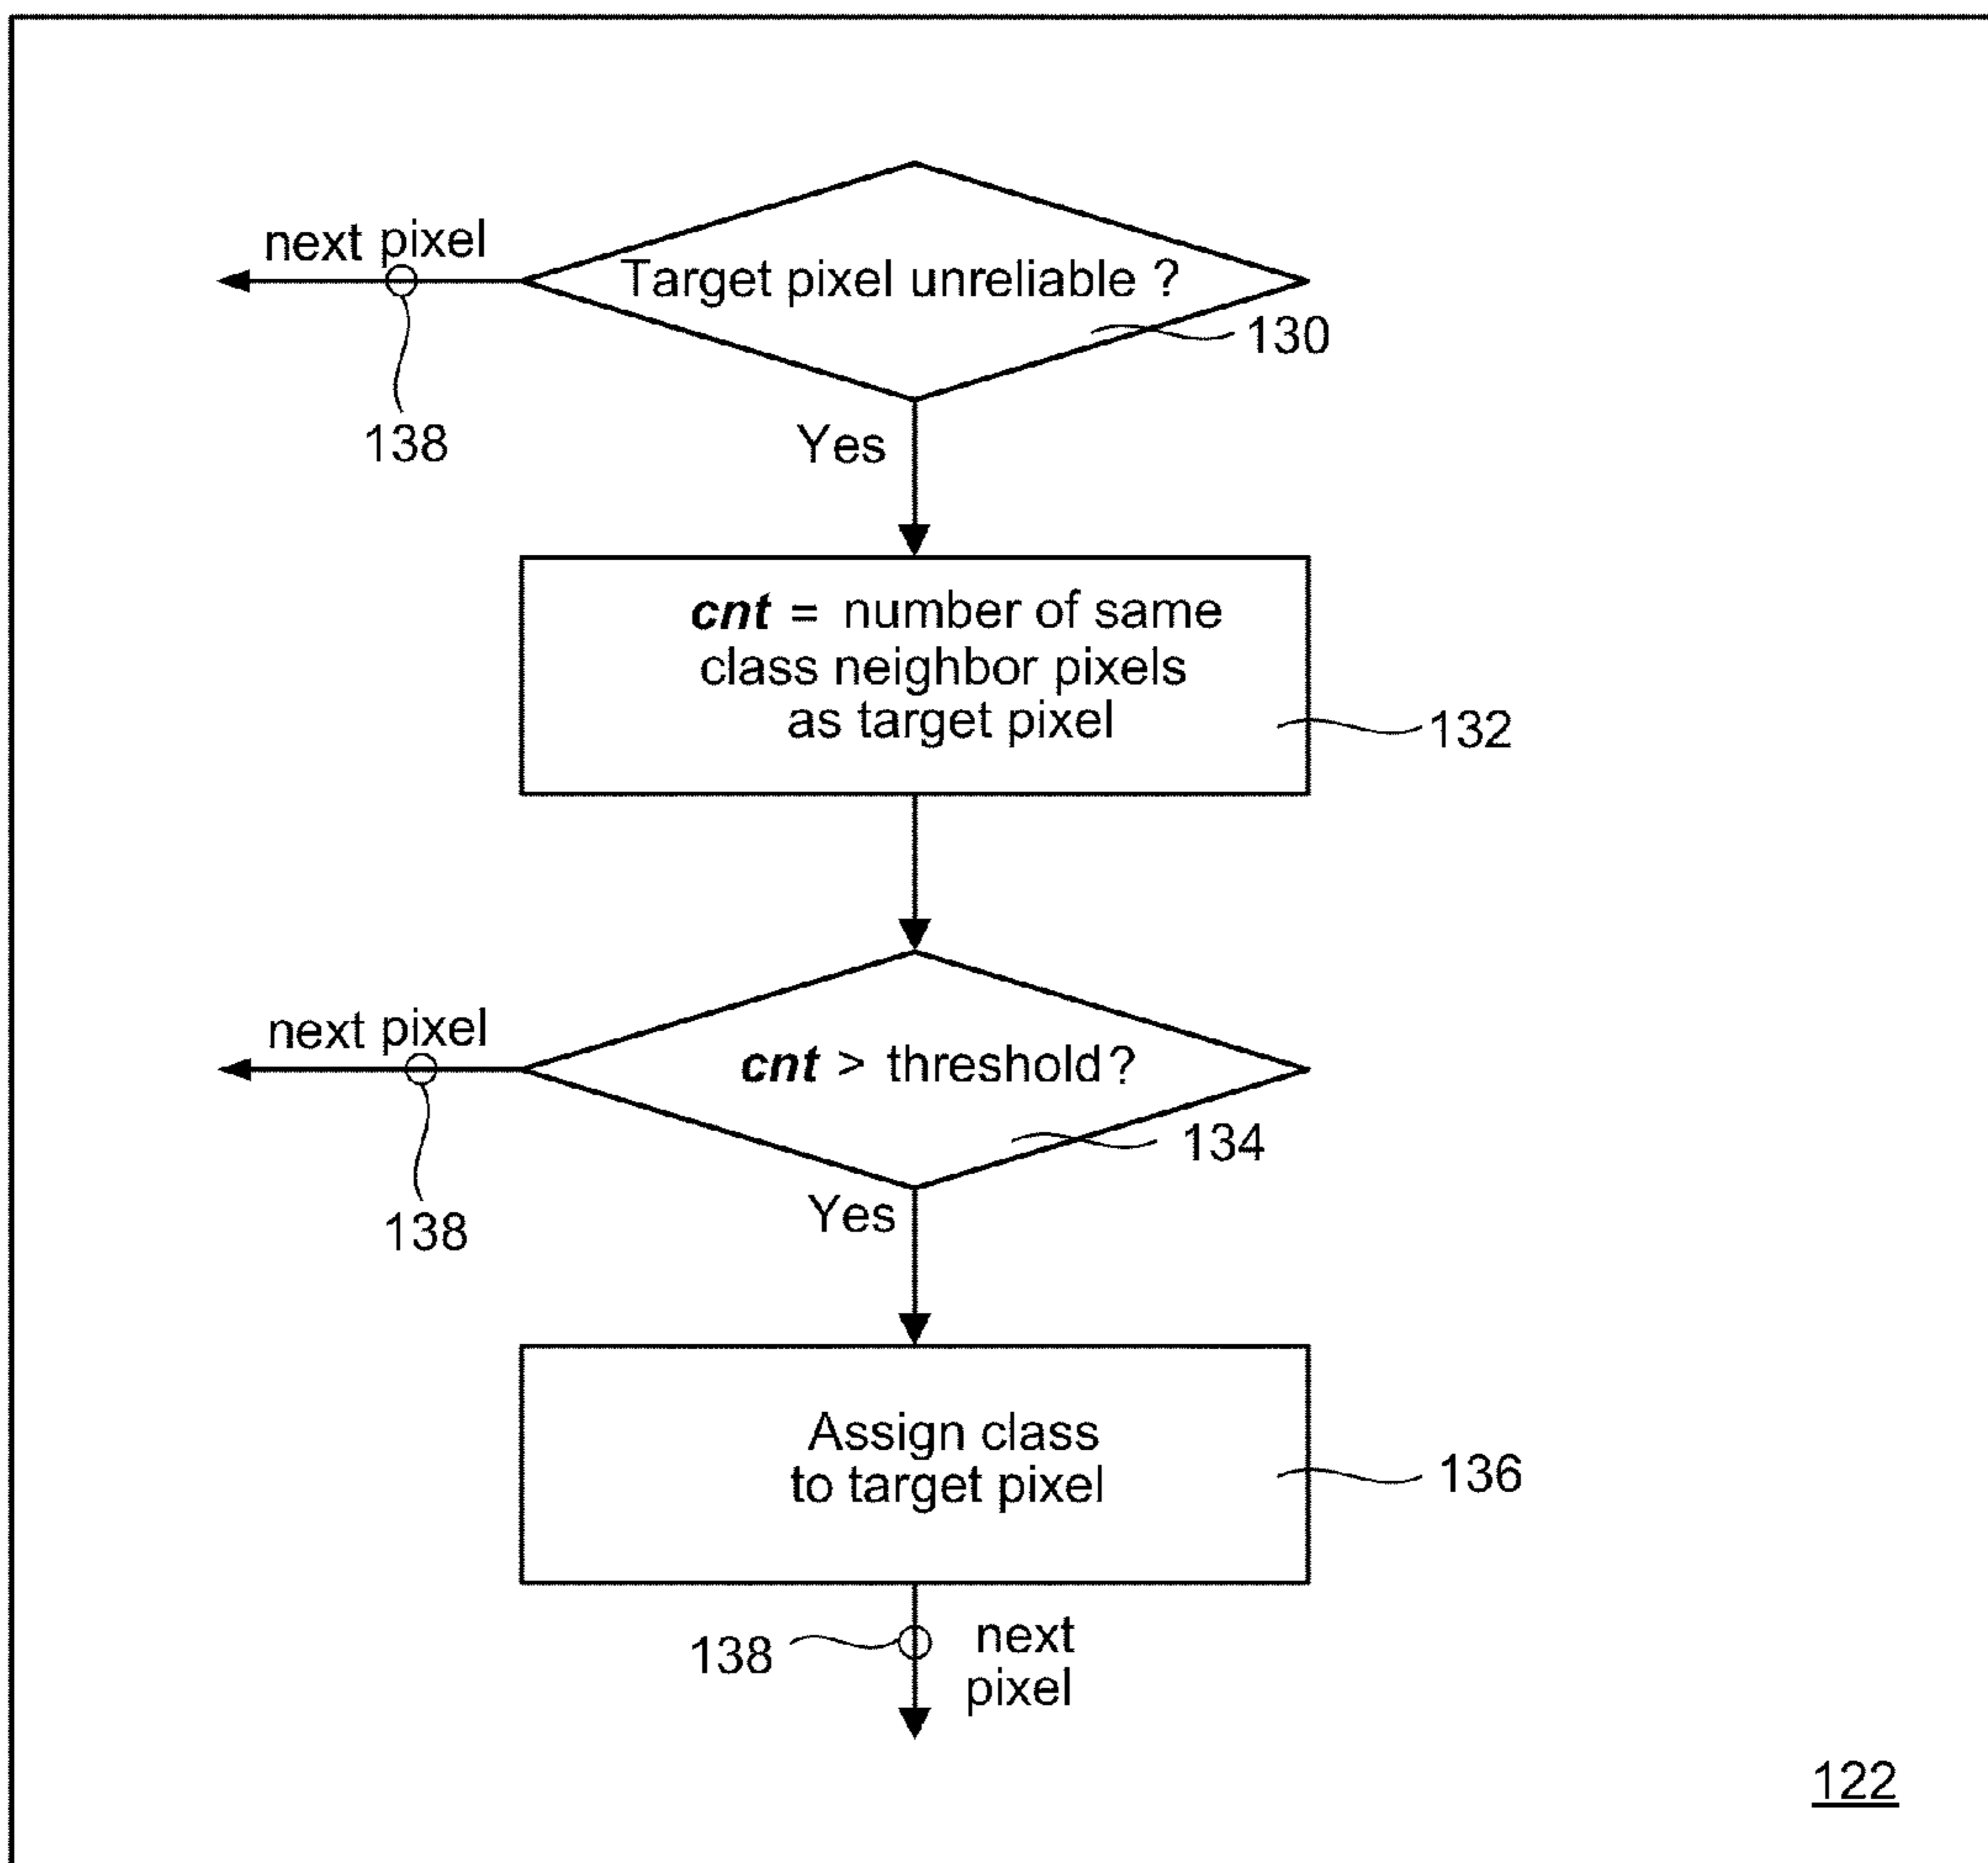 next pixel
Target pixel unreliable ?
130
138
Yes
cnt = number of same
class neighbor pixels
as target pixel
132
next pixel
cnt > threshold?
134
138
Yes
Assign class
to target pixel
136
138
next
pixel
122